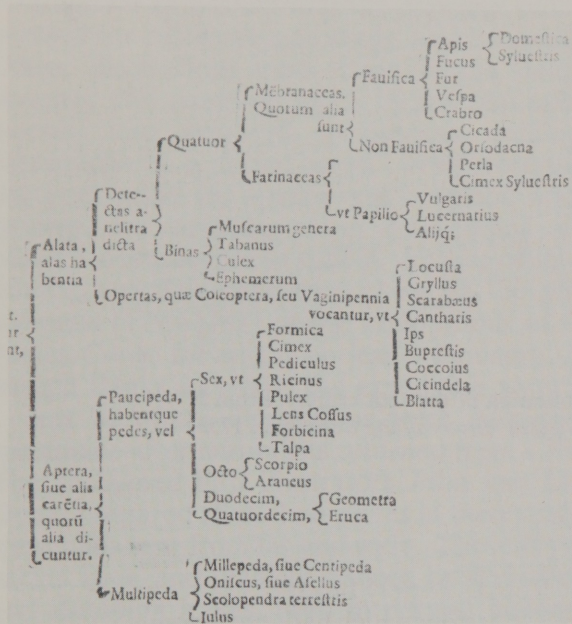 Apis
Domestica
Fucus
Syluestris
Fur
Mēbranaceas.
Fauifica
Vespa
Quotum alia
Crabro
sunt
Cicada
Quatuor
Non Fauifica
Orsodacna
Perla
Farinaceas
Cimex Syluestris
Vulgaris
Dete-
vt Papilio
Lucernarius
ctas a-
Alijq́;
nelitra
Muscarum genera
Alata,
dicta
Binas
Tabanus
alas ha
Culex
bentia
Ephemerum
Locusta
Opertas, quæ Coleoptera, seu Vaginipennia
Gryllus
vocantur, vt
Scarabæus
Formica
Cantharis
Cimex
Ips
Pediculus
Buprestis
Sex, vt
Ricinus
Coccoius
Paucipeda,
Pulex
Cicindela
habentque
Lens Cossus
Blatta
pedes, vel
Forbicina
Talpa
Aptera,
Octo
Scorpio
siue alis
Araneus
carētia,
Duodecim,
Geometra
quorū
Quatuordecim,
Eruca
alia di-
cuntur.
Millepeda, siue Centipeda
Multipeda
Oniscus, siue Asellus
Scolopendra terrestris
Iulus